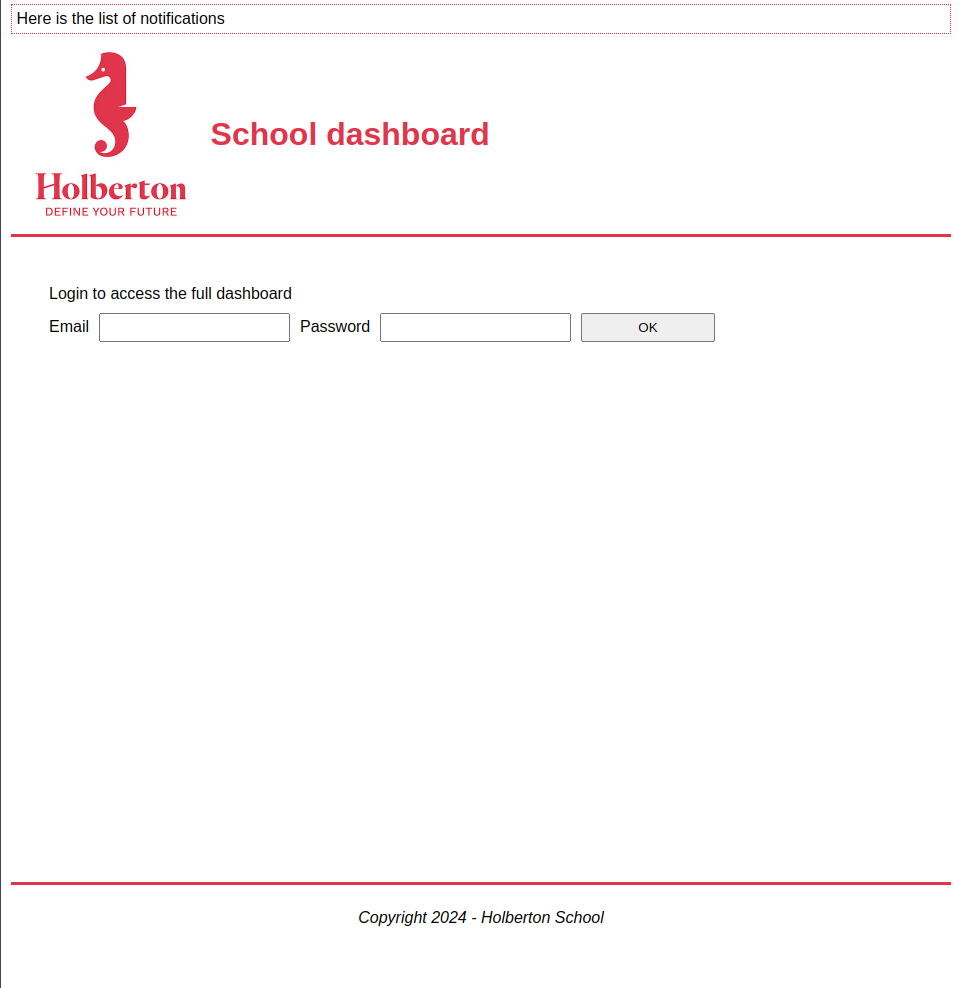 Here is the list of notifications
School dashboard
Holberton
DEFINE YOUR FUTURE
Login to access the full dashboard
Email Password OK
Copyright 2024 - Holberton School